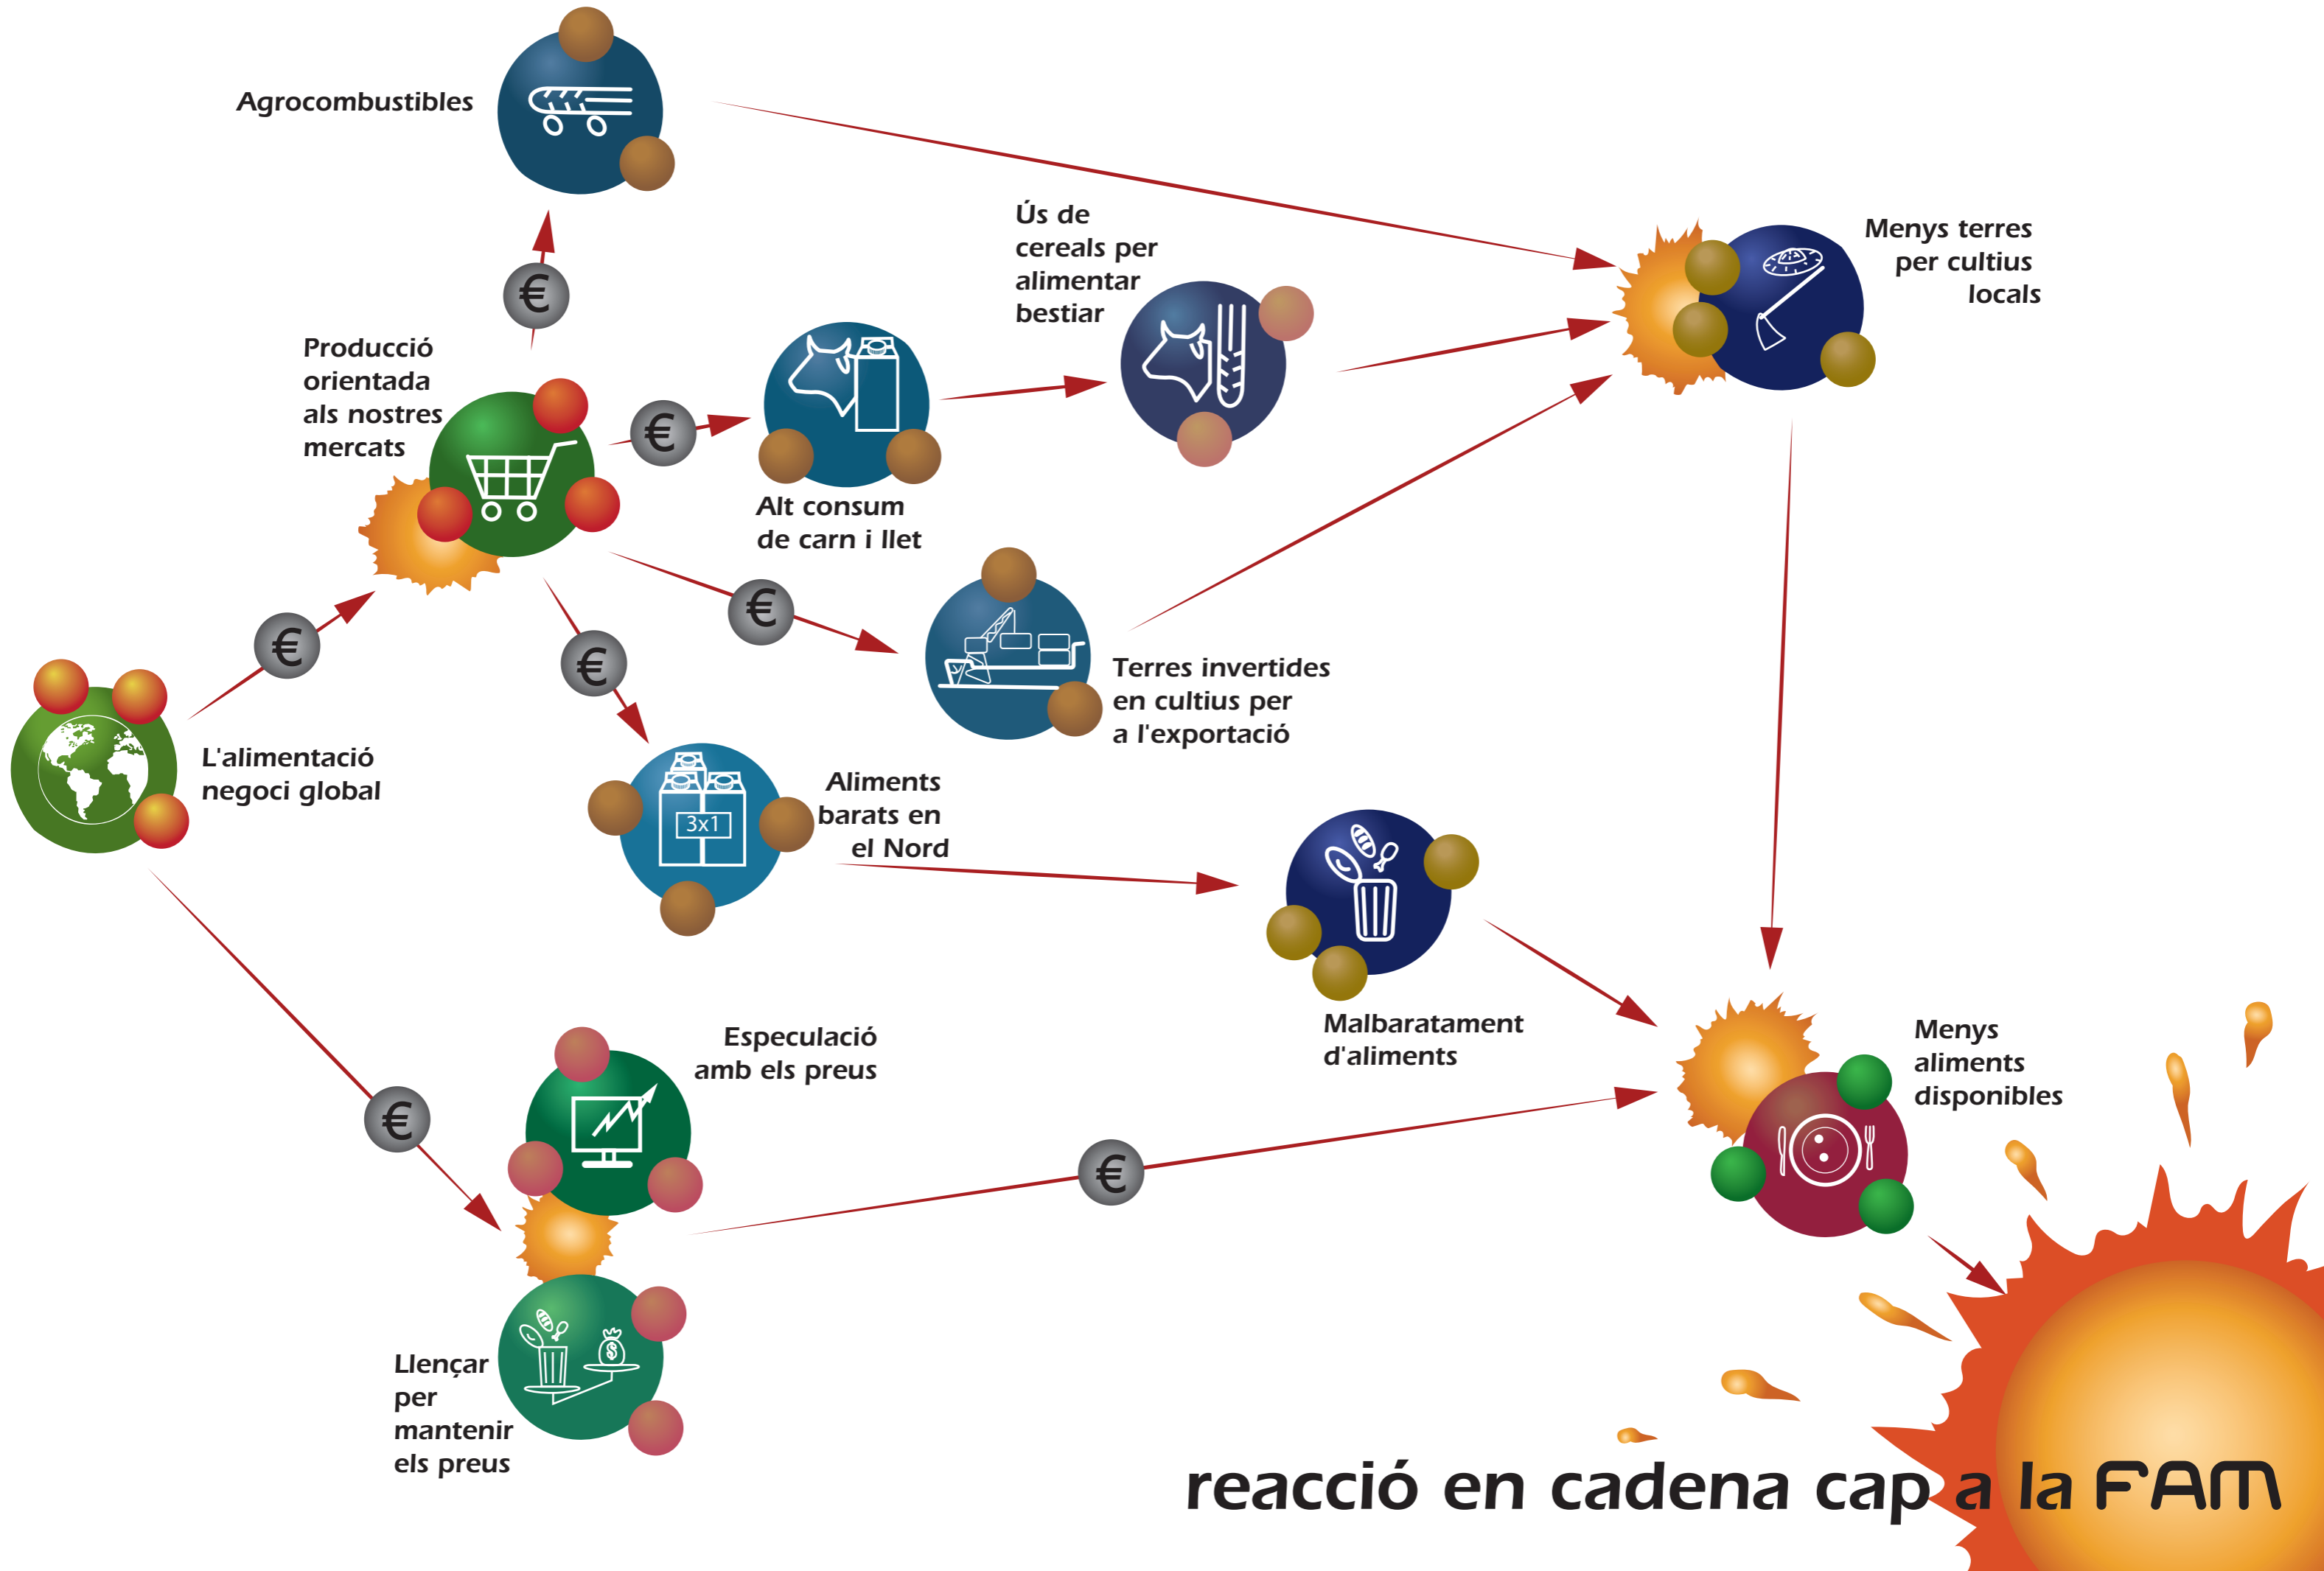 Agrocombustibles
€
Producció
orientada
als nostres
mercats
€
Alt consum
de carn i llet
Ús de
cereals per
alimentar
bestiar
Menys terres
per cultius
locals
€
€
€
Terres invertides
en cultius per
a l'exportació
L'alimentació
negoci global
3x1
Aliments
barats en
el Nord
Malbaratament
d'aliments
Especulació
amb els preus
€
€
Menys
aliments
disponibles
$
Llençar
per
mantenir
els preus
reacció en cadena cap a la FAM